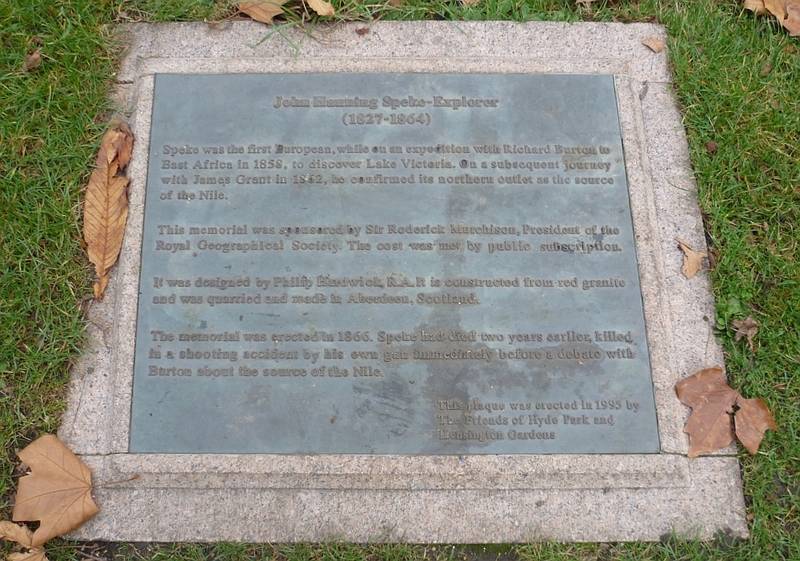 John Hanning Speke-Explorer
(1827-1864)
Speke was the first European, while on an expedition with Richard Burton to
East Africa in 1858, to discover Lake Victoria. On a subsequent journey
with James Grant in 1862, he confirmed its northern outlet as the source
of the Nile.
This memorial was sponsored by Sir Roderick Murchison, President of the
Royal Geographical Society. The cost was met by public subscription.
It was designed by Philip Hardwick, R.A. It is constructed from red granite
and was quarried and made in Aberdeen, Scotland.
The memorial was erected in 1866. Speke had died two years earlier, killed
in a shooting accident by his own gun immediately before a debate with
Burton about the source of the Nile.
This plaque was erected in 1995 by
The Friends of Hyde Park and
Kensington Gardens